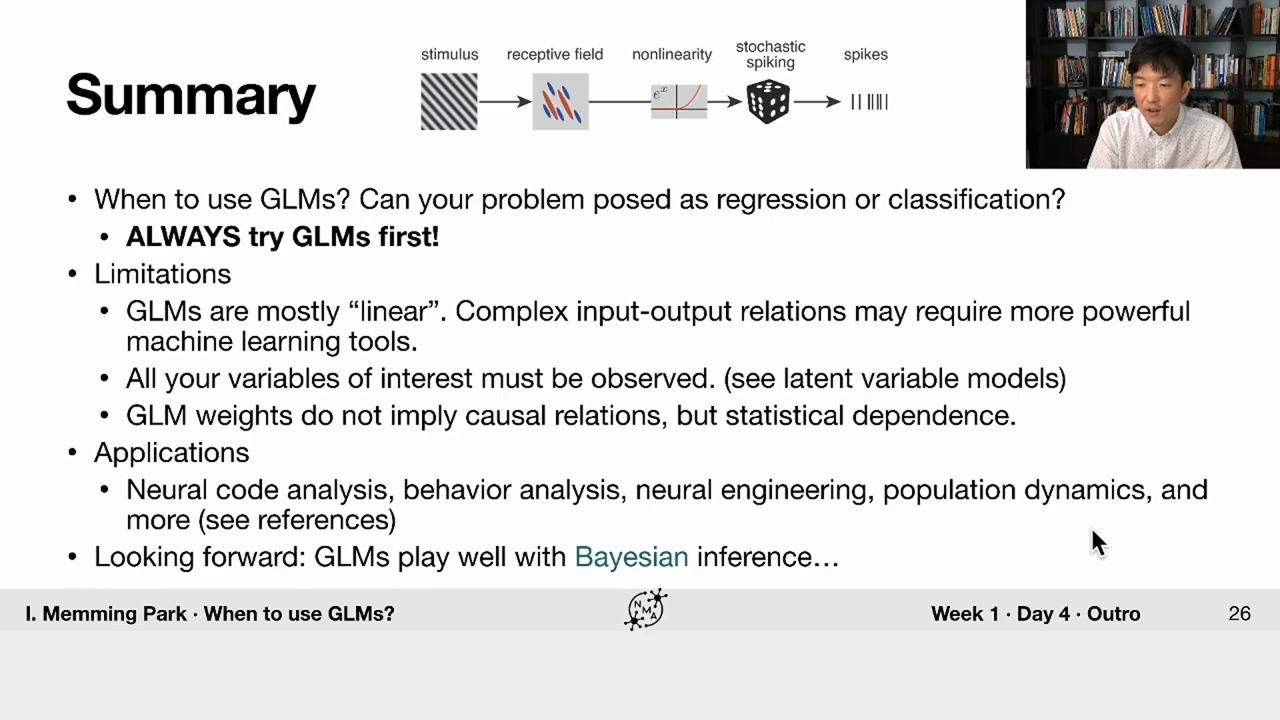 Summary
stimulus
receptive field
nonlinearity
stochastic
spiking
spikes
e^x
• When to use GLMs? Can your problem posed as regression or classification?
• ALWAYS try GLMs first!
• Limitations
• GLMs are mostly “linear”. Complex input-output relations may require more powerful
machine learning tools.
• All your variables of interest must be observed. (see latent variable models)
• GLM weights do not imply causal relations, but statistical dependence.
• Applications
• Neural code analysis, behavior analysis, neural engineering, population dynamics, and
more (see references)
• Looking forward: GLMs play well with Bayesian inference…
I. Memming Park · When to use GLMs?
NMA
Week 1 · Day 4 · Outro
26